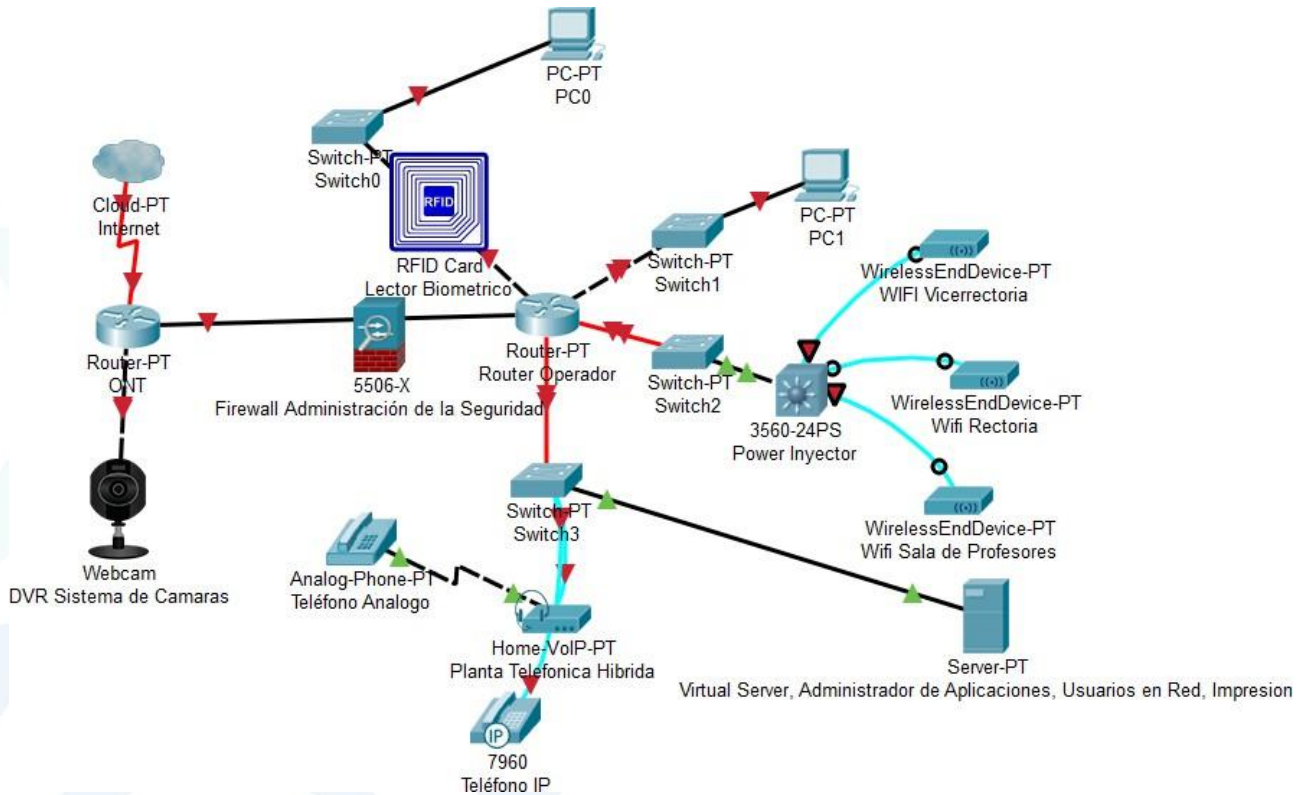 PC-PT
PC0
Switch-PT
Switch0
Cloud-PT
Internet
RFID
RFID Card
Lector Biometrico
PC-PT
PC1
Switch-PT
Switch1
WirelessEndDevice-PT
WIFI Vicerrectoria
Router-PT
ONT
5506-X
Firewall Administración de la Seguridad
Router-PT
Router Operador
Switch-PT
Switch2
3560-24PS
Power Inyector
WirelessEndDevice-PT
Wifi Rectoria
WirelessEndDevice-PT
Wifi Sala de Profesores
Switch-PT
Switch3
Webcam
DVR Sistema de Camaras
Analog-Phone-PT
Teléfono Analogo
Home-VoIP-PT
Planta Telefonica Hibrida
Server-PT
Virtual Server, Administrador de Aplicaciones, Usuarios en Red, Impresion
IP
7960
Teléfono IP